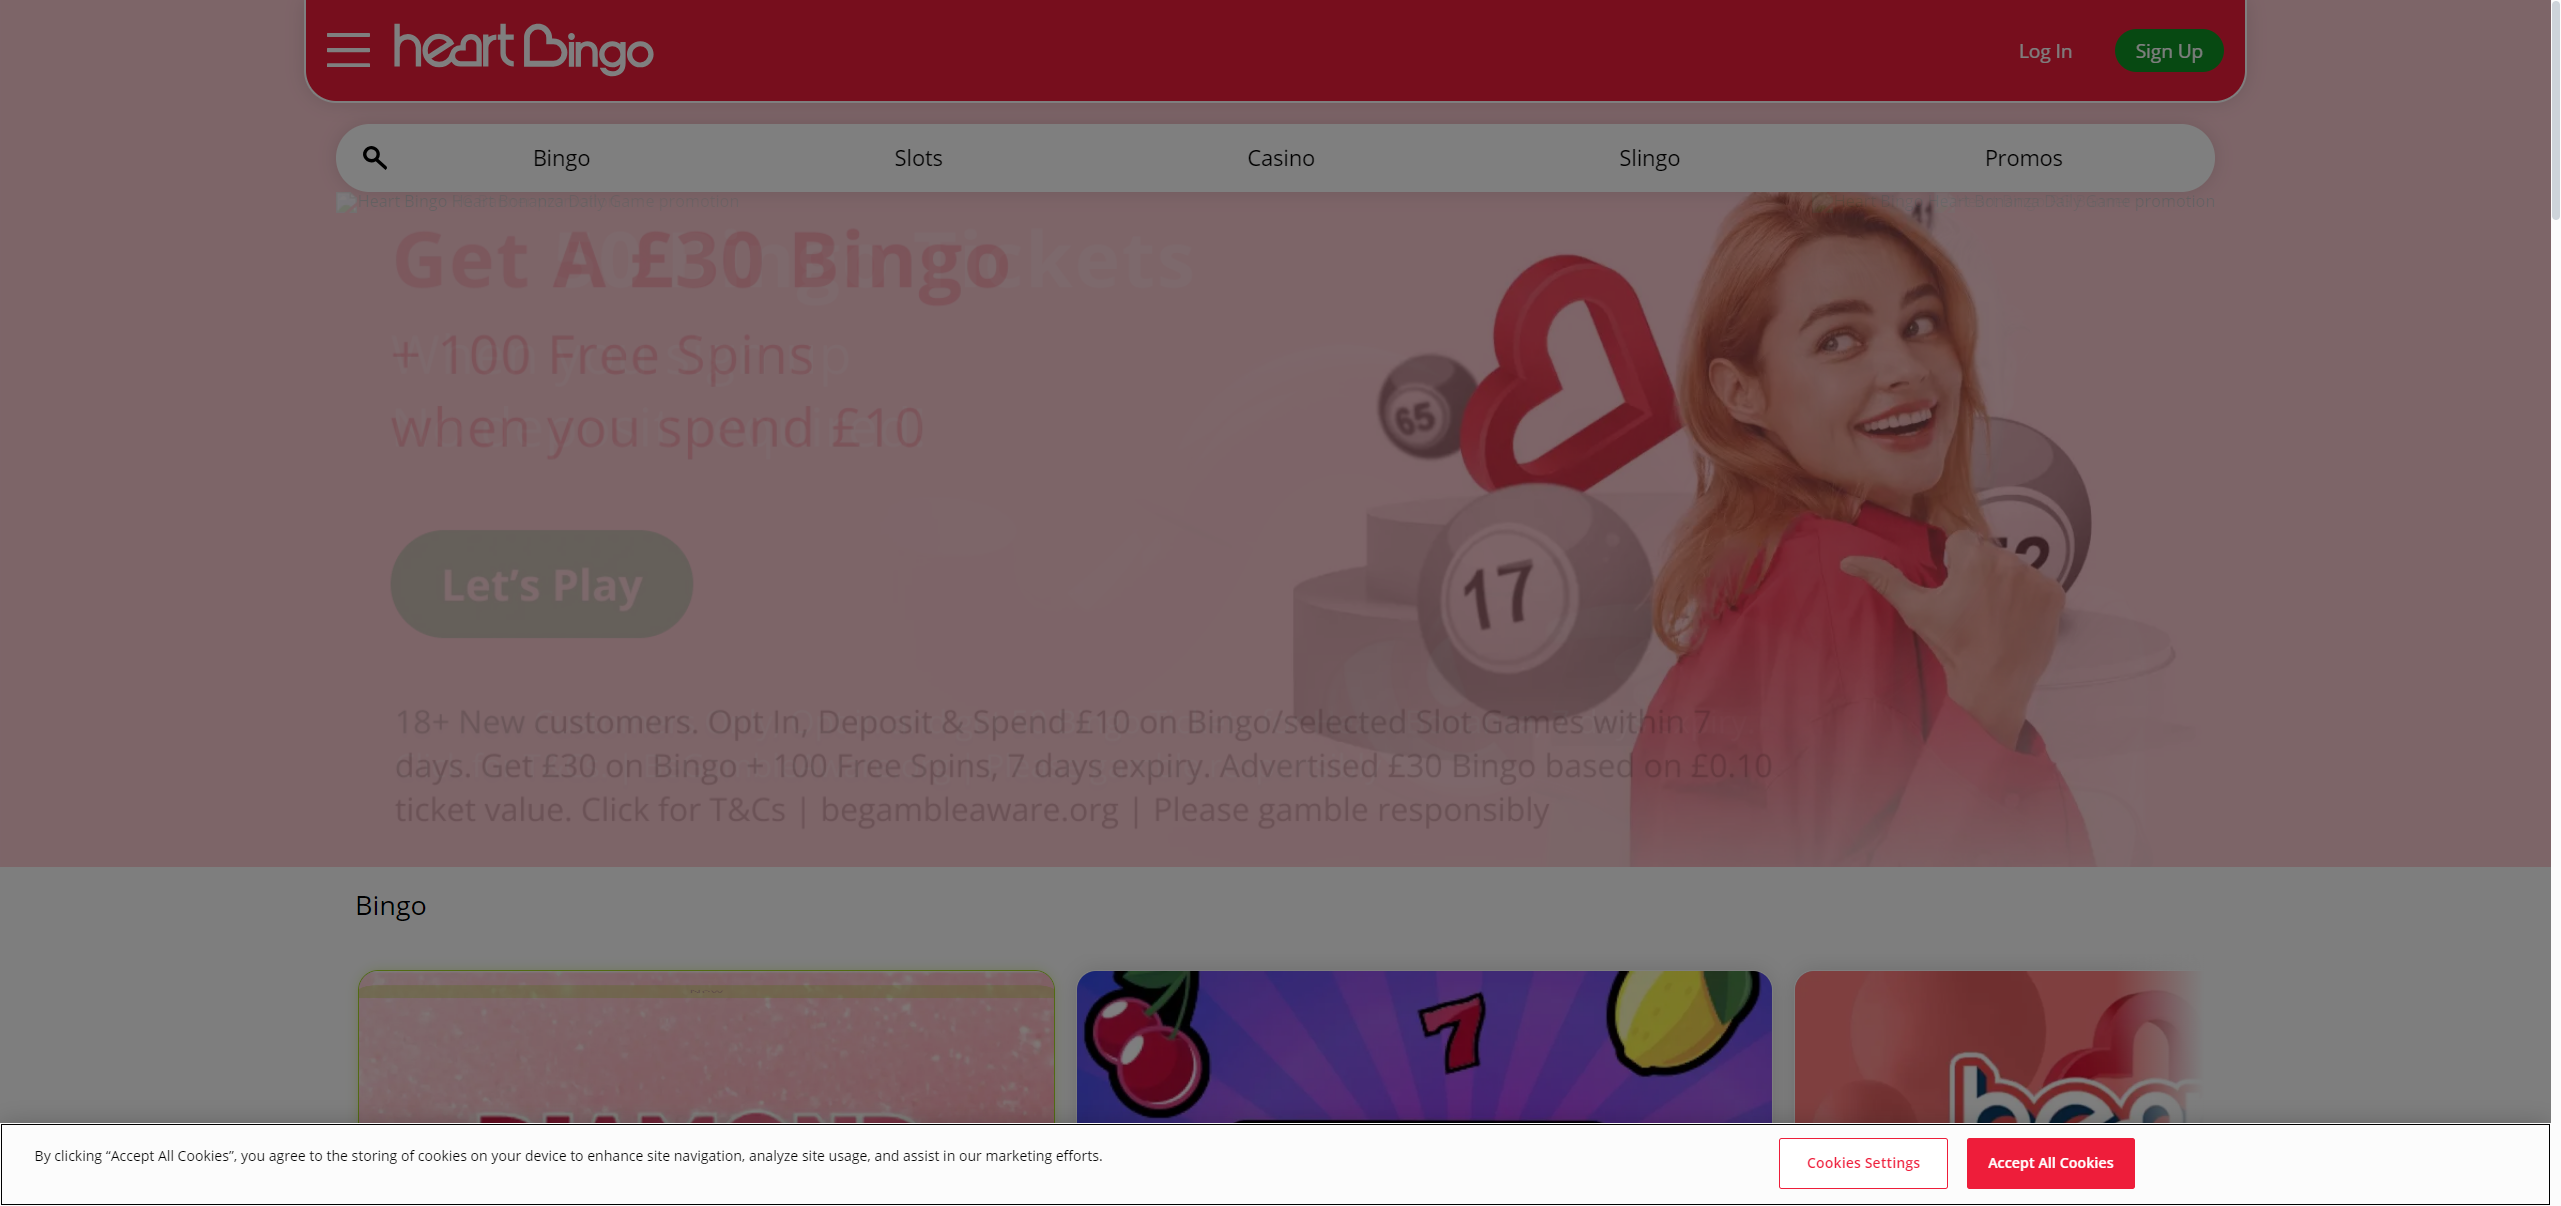 heart Bingo
Log In
Sign Up
Bingo
Slots
Casino
Slingo
Promos
Get A £30 Bingo
+ 100 Free Spins
when you spend £10
65
17
Let’s Play
18+ New customers. Opt In, Deposit & Spend £10 on Bingo/selected Slot Games within 7
days. Get £30 on Bingo + 100 Free Spins, 7 days expiry. Advertised £30 Bingo based on £0.10
ticket value. Click for T&Cs | begambleaware.org | Please gamble responsibly
Bingo
7
By clicking “Accept All Cookies”, you agree to the storing of cookies on your device to enhance site navigation, analyze site usage, and assist in our marketing efforts.
Cookies Settings
Accept All Cookies